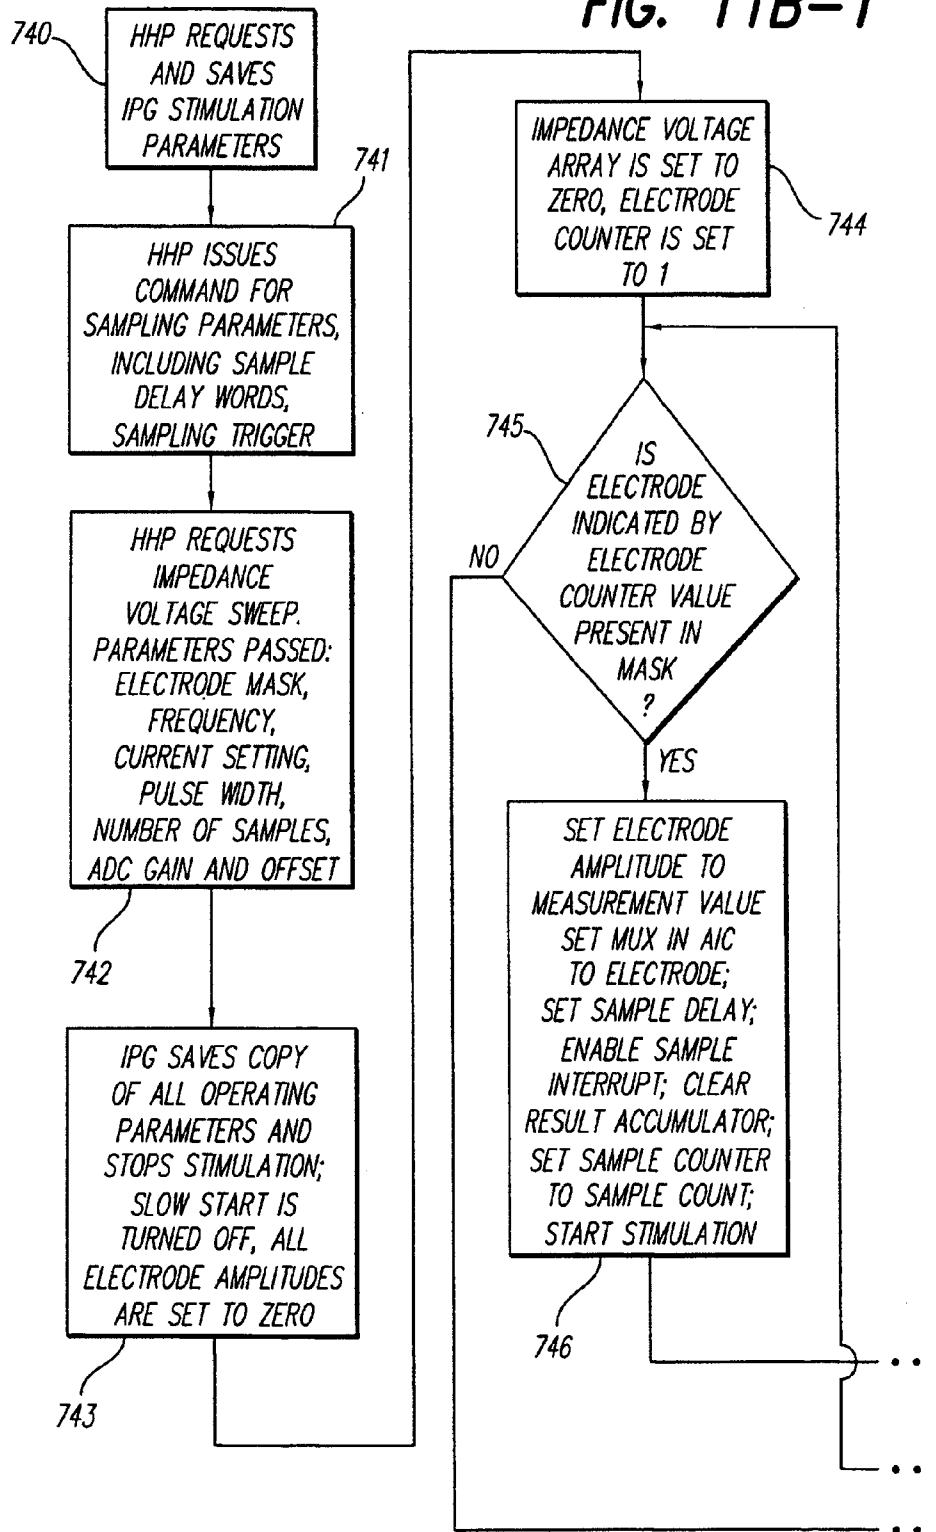 FIG. 11B-1
740
HHP REQUESTS
AND SAVES
IPG STIMULATION
PARAMETERS
741
HHP ISSUES
COMMAND FOR
SAMPLING PARAMETERS,
INCLUDING SAMPLE
DELAY WORDS,
SAMPLING TRIGGER
HHP REQUESTS
IMPEDANCE
VOLTAGE SWEEP.
PARAMETERS PASSED:
ELECTRODE MASK,
FREQUENCY,
CURRENT SETTING,
PULSE WIDTH,
NUMBER OF SAMPLES,
ADC GAIN AND OFFSET
742
IPG SAVES COPY
OF ALL OPERATING
PARAMETERS AND
STOPS STIMULATION;
SLOW START IS
TURNED OFF, ALL
ELECTRODE AMPLITUDES
ARE SET TO ZERO
743
IMPEDANCE VOLTAGE
ARRAY IS SET TO
ZERO, ELECTRODE
COUNTER IS SET
TO 1
744
745
IS
ELECTRODE
INDICATED BY
ELECTRODE
COUNTER VALUE
PRESENT IN
MASK
?
NO
YES
SET ELECTRODE
AMPLITUDE TO
MEASUREMENT VALUE
SET MUX IN AIC
TO ELECTRODE;
SET SAMPLE DELAY;
ENABLE SAMPLE
INTERRUPT; CLEAR
RESULT ACCUMULATOR;
SET SAMPLE COUNTER
TO SAMPLE COUNT;
START STIMULATION
746